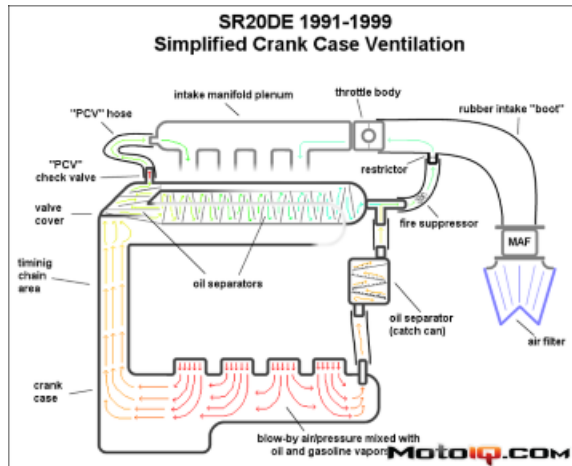 SR20DE 1991-1999
Simplified Crank Case Ventilation
"PCV" hose
intake manifold plenum
throttle body
rubber intake "boot"
"PCV"
check valve
restrictor
valve
cover
fire suppressor
MAF
oil separators
timinig
chain
area
oil separator
(catch can)
air filter
crank
case
blow-by air/pressure mixed with
oil and gasoline vapors
MotoIQ.com